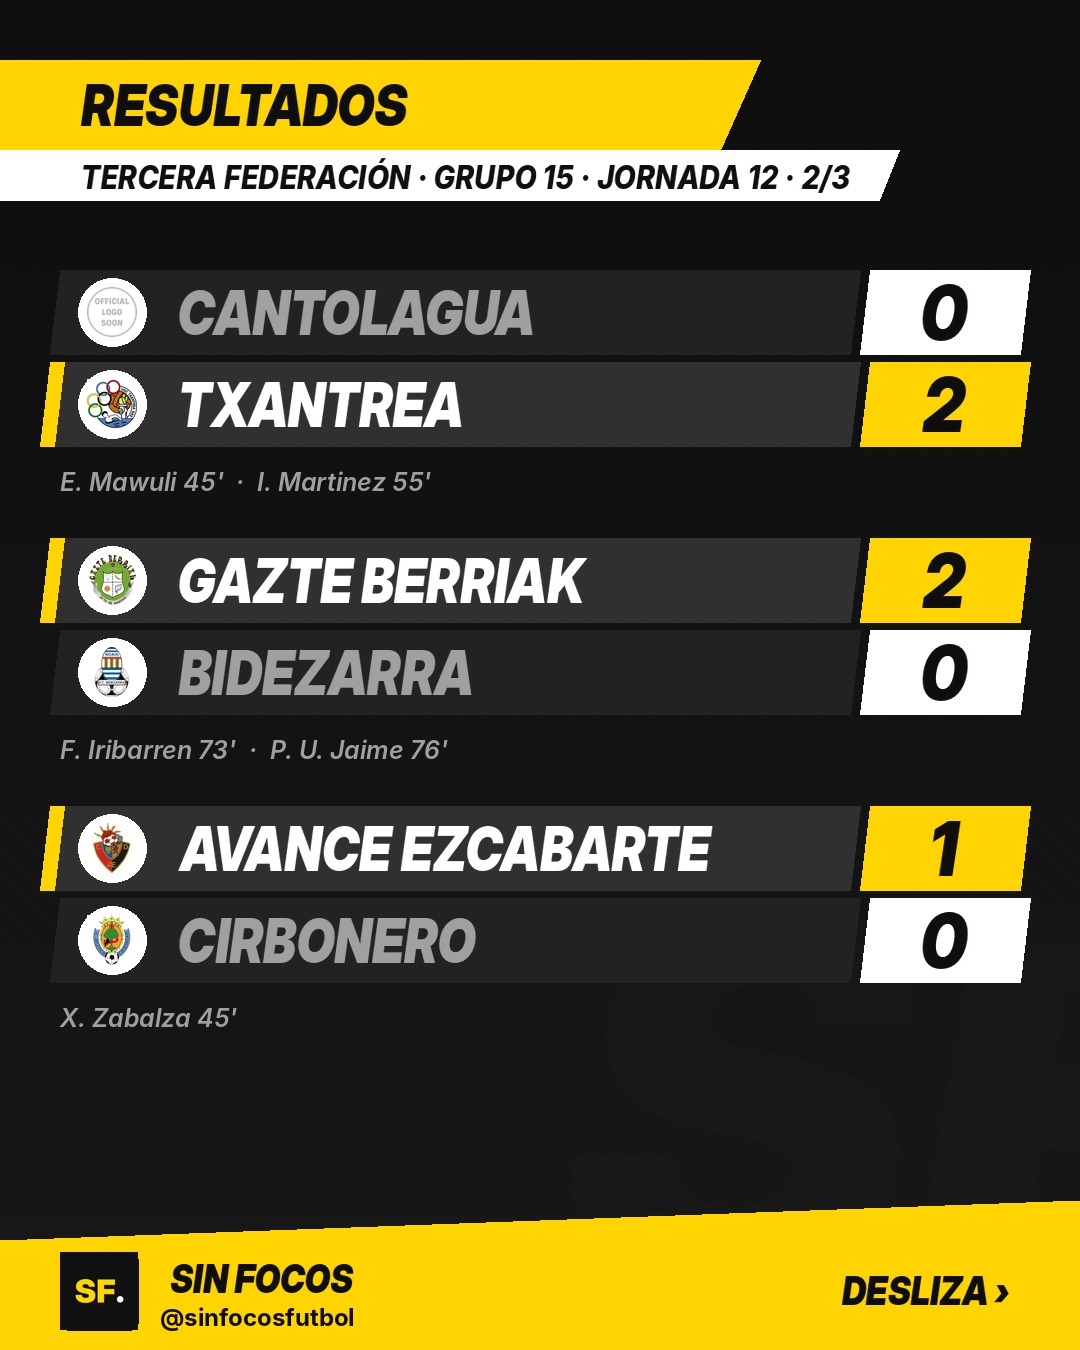 RESULTADOS
TERCERA FEDERACIÓN · GRUPO 15 · JORNADA 12 · 2/3
OFFICIAL
LOGO
SOON
CANTOLAGUA 0
TXANTREA 2
E. Mawuli 45' · I. Martinez 55'
GAZTE BERRIAK 2
BIDEZARRA 0
F. Iribarren 73' · P. U. Jaime 76'
AVANCE EZCABARTE 1
CIRBONERO 0
X. Zabalza 45'
SF
SF.
SIN FOCOS
@sinfocosfutbol
DESLIZA ›